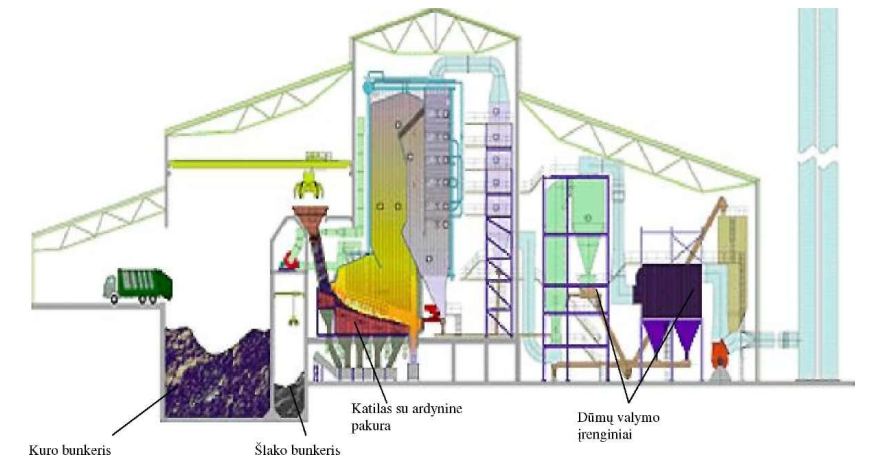 Katilas su ardynine
pakura
Dūmų valymo
įrenginiai
Kuro bunkeris
Šlako bunkeris